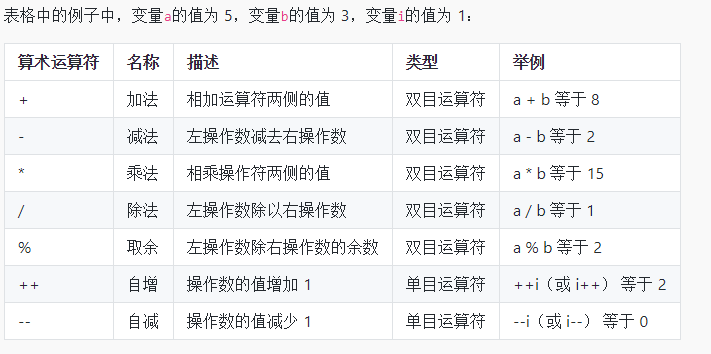 表格中的例子中，变量a的值为 5，变量b的值为 3，变量i的值为 1：
算术运算符 名称 描述 类型 举例
+ 加法 相加运算符两侧的值 双目运算符 a + b 等于 8
- 减法 左操作数减去右操作数 双目运算符 a - b 等于 2
* 乘法 相乘操作符两侧的值 双目运算符 a * b 等于 15
/ 除法 左操作数除以右操作数 双目运算符 a / b 等于 1
% 取余 左操作数除右操作数的余数 双目运算符 a % b 等于 2
++ 自增 操作数的值增加 1 单目运算符 ++i（或 i++） 等于 2
-- 自减 操作数的值减少 1 单目运算符 --i（或 i--） 等于 0